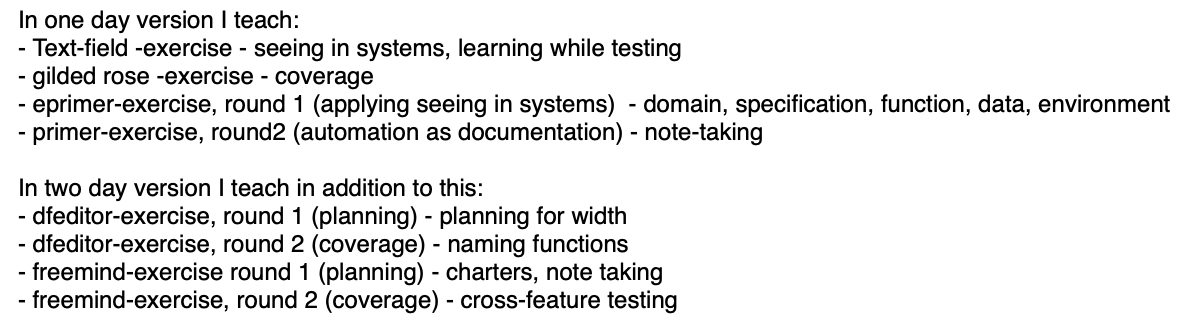 In one day version I teach:
- Text-field -exercise - seeing in systems, learning while testing
- gilded rose -exercise - coverage
- eprimer-exercise, round 1 (applying seeing in systems)  - domain, specification, function, data, environment
- primer-exercise, round2 (automation as documentation) - note-taking

In two day version I teach in addition to this:
- dfeditor-exercise, round 1 (planning) - planning for width
- dfeditor-exercise, round 2 (coverage) - naming functions
- freemind-exercise round 1 (planning) - charters, note taking
- freemind-exercise, round 2 (coverage) - cross-feature testing